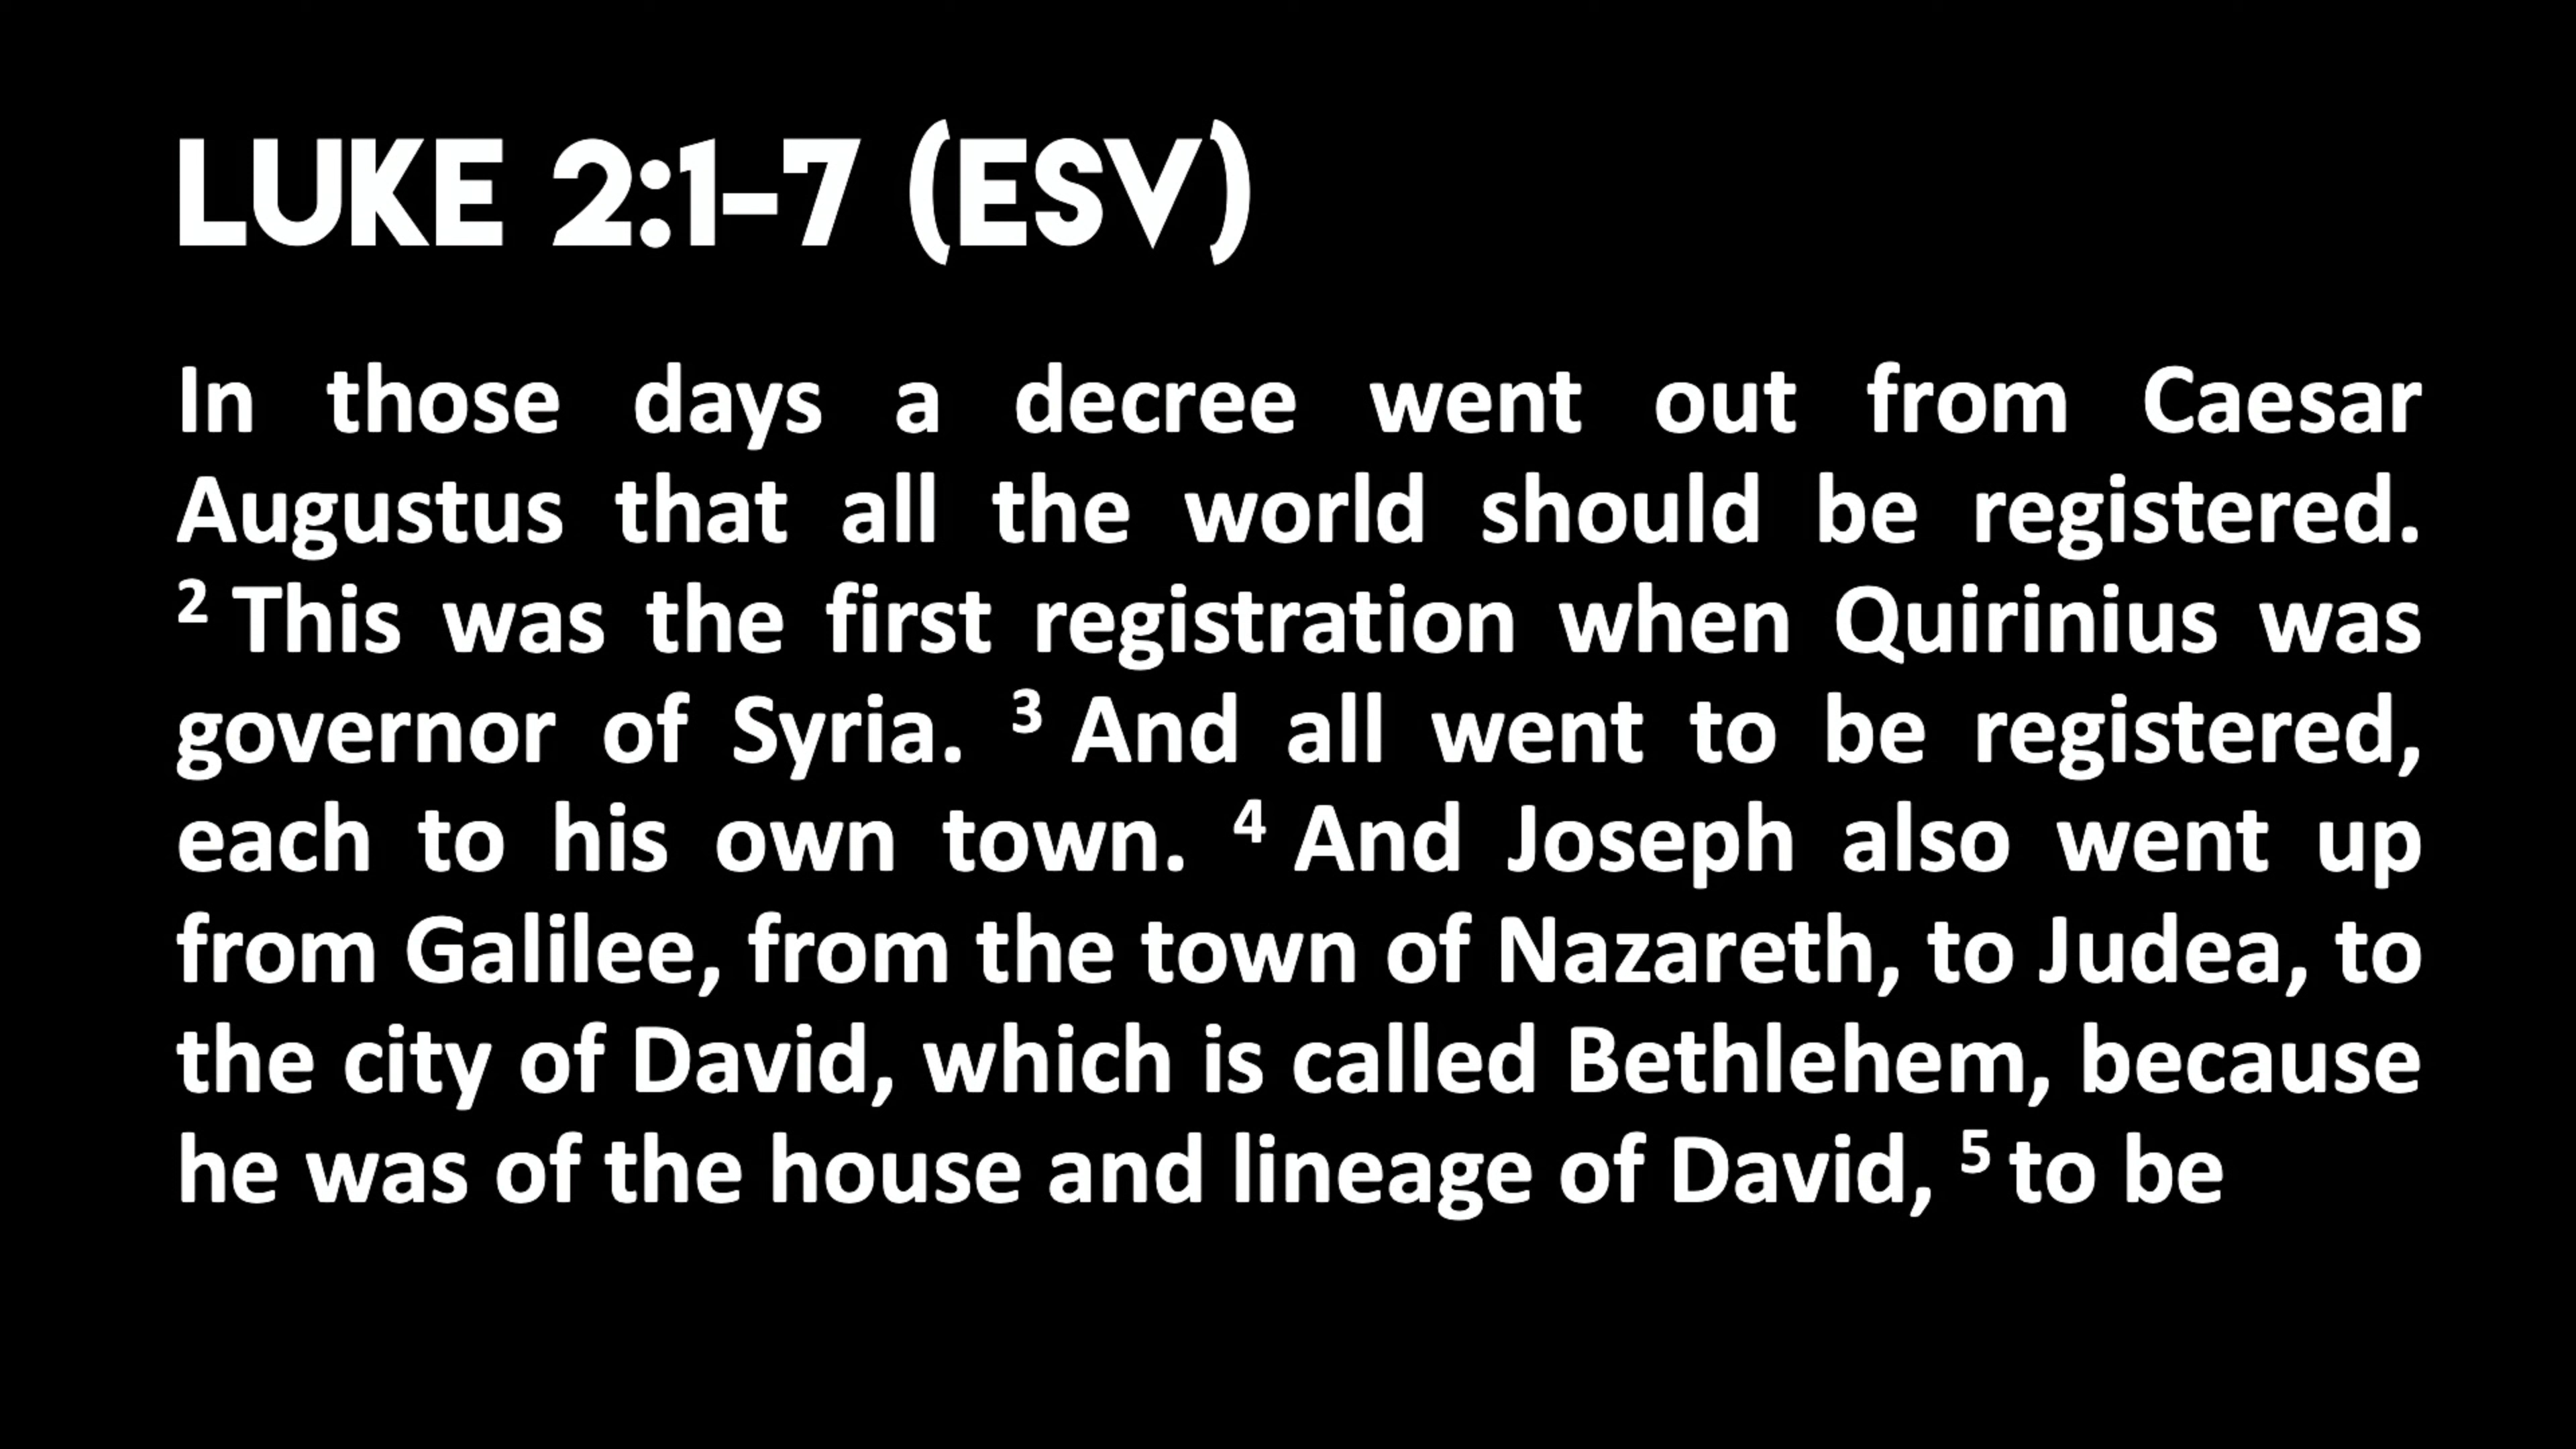 LUKE 2:1-7 (ESV)
In those days a decree went out from Caesar
Augustus that all the world should be registered.
2 This was the first registration when Quirinius was
governor of Syria. 3 And all went to be registered,
each to his own town. 4 And Joseph also went up
from Galilee, from the town of Nazareth, to Judea, to
the city of David, which is called Bethlehem, because
he was of the house and lineage of David, 5 to be